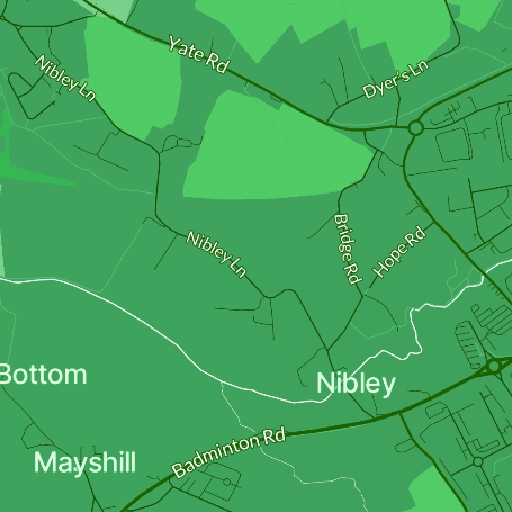 Yate Rd
Nibley Ln
Dyer's Ln
Nibley Ln
Bridge Rd
Hope Rd
Bottom
Nibley
Badminton Rd
Mayshill